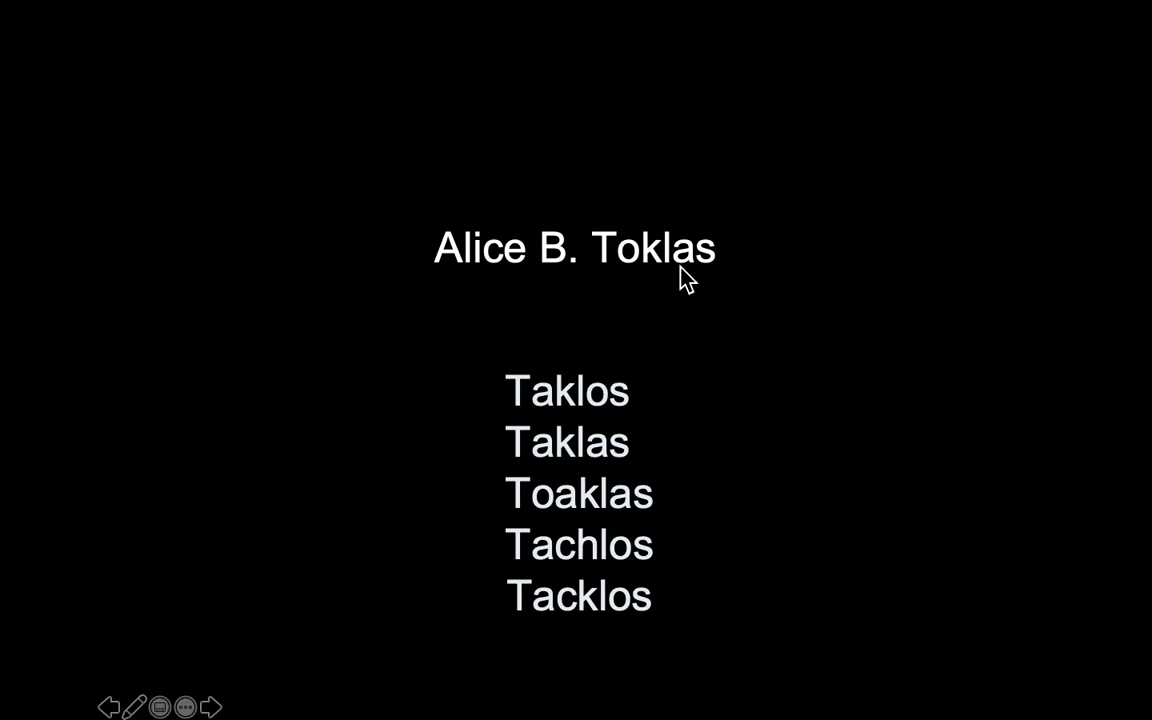 Alice B. Toklas
Taklos
Taklas
Toaklas
Tachlos
Tacklos